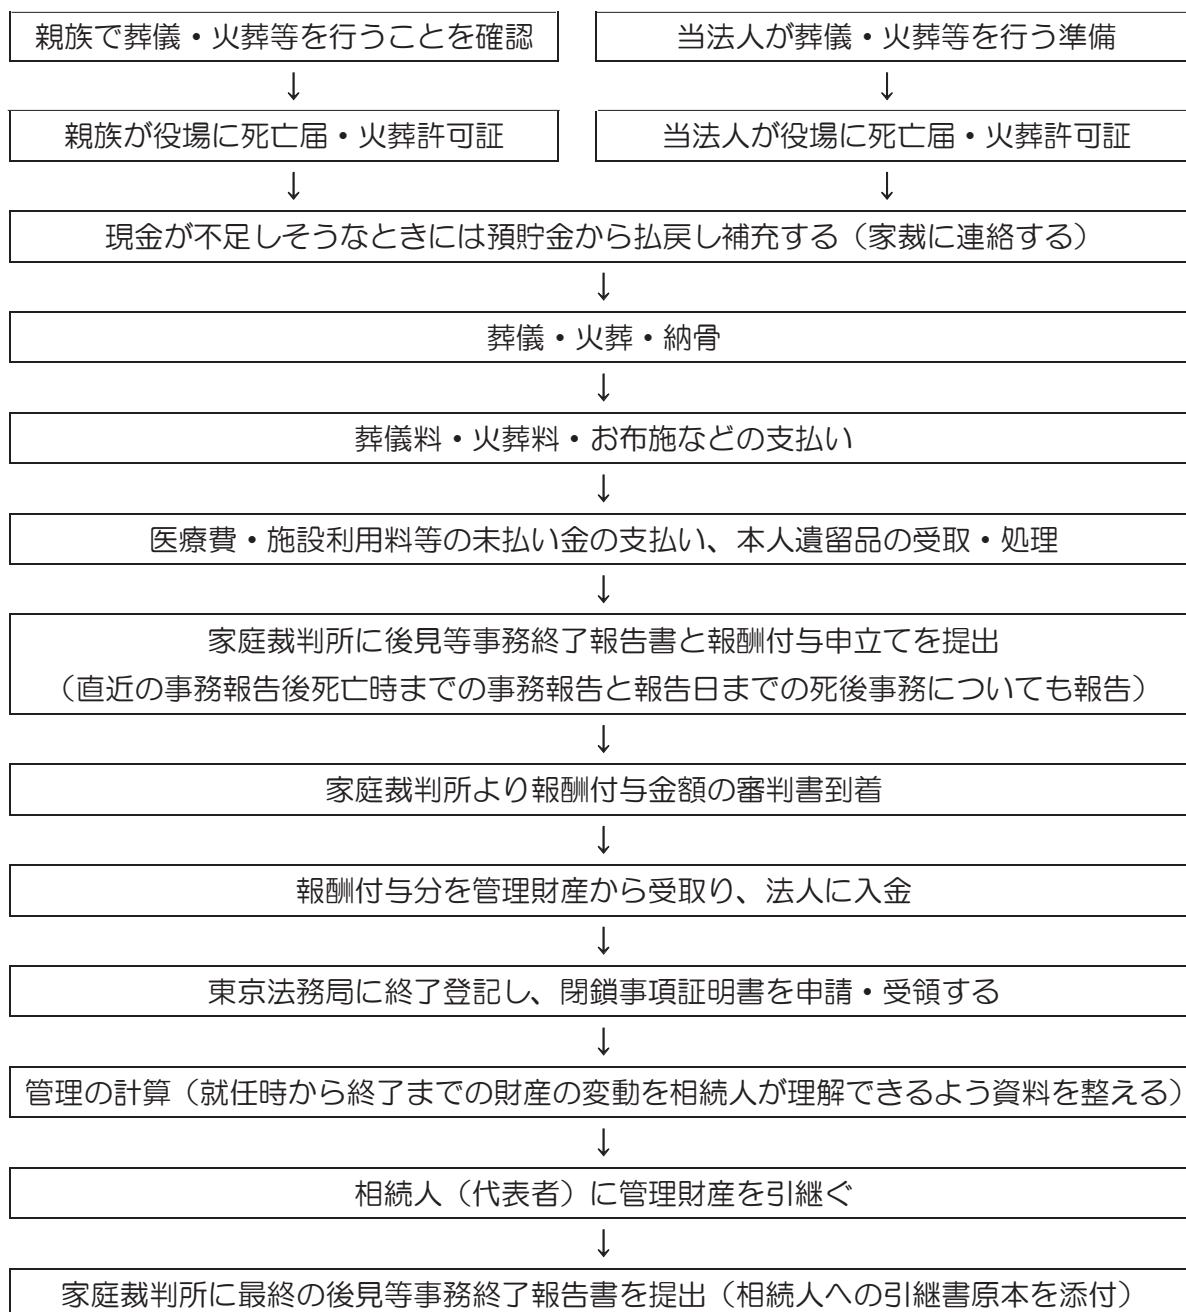 親族で葬儀・火葬等を行うことを確認
当法人が葬儀・火葬等を行う準備
↓
↓
親族が役場に死亡届・火葬許可証
当法人が役場に死亡届・火葬許可証
↓
↓
現金が不足しそうなときには預貯金から払戻し補充する（家裁に連絡する）
↓
葬儀・火葬・納骨
↓
葬儀料・火葬料・お布施などの支払い
↓
医療費・施設利用料等の未払い金の支払い、本人遺留品の受取・処理
↓
家庭裁判所に後見等事務終了報告書と報酬付与申立てを提出
（直近の事務報告後死亡時までの事務報告と報告日までの死後事務についても報告）
↓
家庭裁判所より報酬付与金額の審判書到着
↓
報酬付与分を管理財産から受取り、法人に入金
↓
東京法務局に終了登記し、閉鎖事項証明書を申請・受領する
↓
管理の計算（就任時から終了までの財産の変動を相続人が理解できるよう資料を整える）
↓
相続人（代表者）に管理財産を引継ぐ
↓
家庭裁判所に最終の後見等事務終了報告書を提出（相続人への引継書原本を添付）